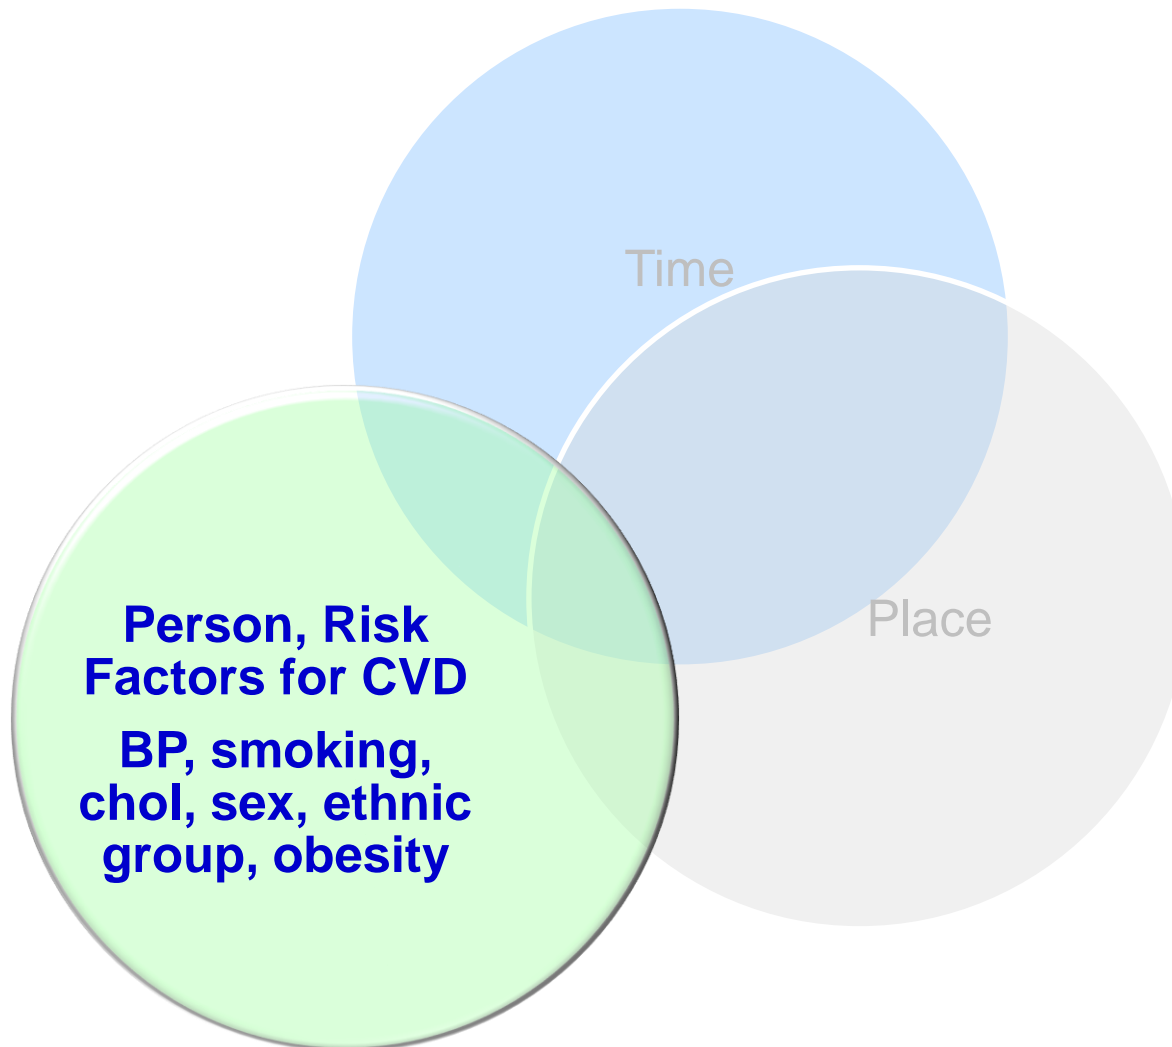 Time
Place
Person, Risk
Factors for CVD
BP, smoking,
chol, sex, ethnic
group, obesity